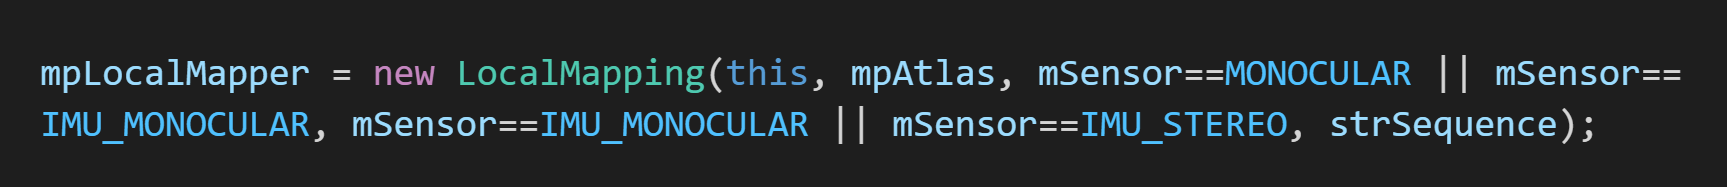 mpLocalMapper = new LocalMapping(this, mpAtlas, mSensor==MONOCULAR || mSensor==
IMU_MONOCULAR, mSensor==IMU_MONOCULAR || mSensor==IMU_STEREO, strSequence);